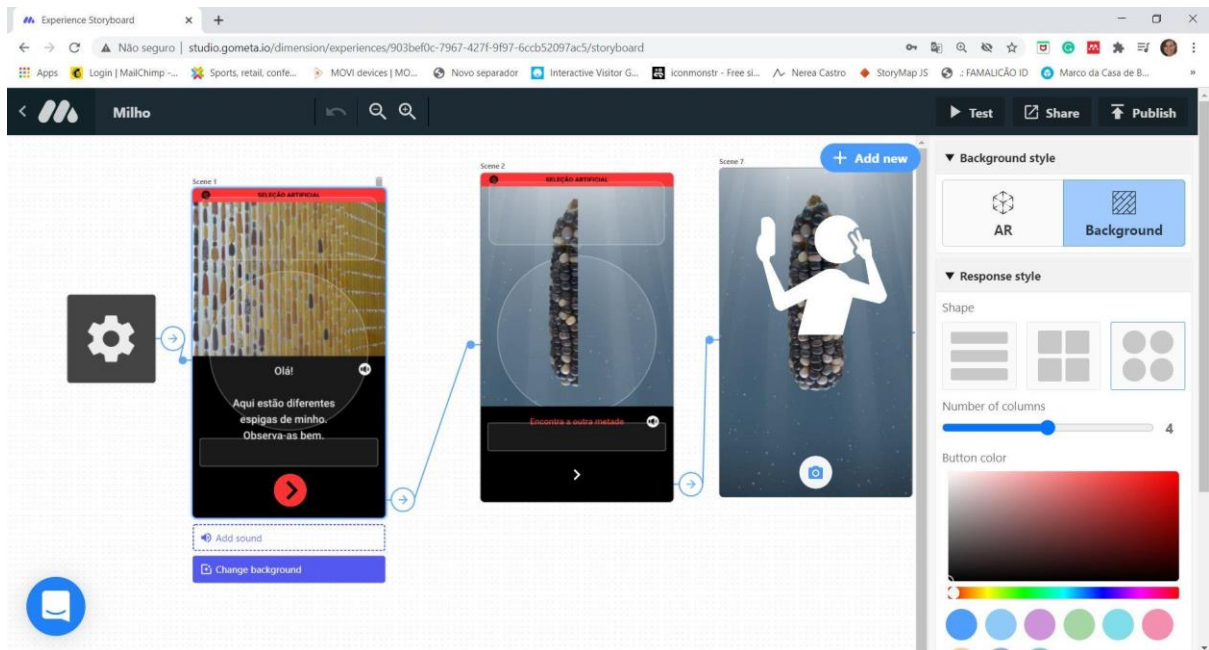 Experience Storyboard
Não seguro | studio.gometa.io/dimension/experiences/903bef0c-7967-427f-9f97-6ccb52097ac5/storyboard
Apps Login | MailChimp -... Sports, retail, confe... MOVI devices | MO... Novo separador Interactive Visitor G... iconmonstr - Free si... Nerea Castro StoryMap JS .: FAMALICÃO ID Marco da Casa de B... »
Milho Test Share Publish
Add new
Scene 1
SELEÇÃO ARTIFICIAL
Olá!
Aqui estão diferentes
espigas de minho.
Observa-as bem.
Add sound
Change background
Scene 2
SELEÇÃO ARTIFICIAL
Encontra a outra metade
Scene 7
Background style
AR Background
Response style
Shape
Number of columns
4
Button color